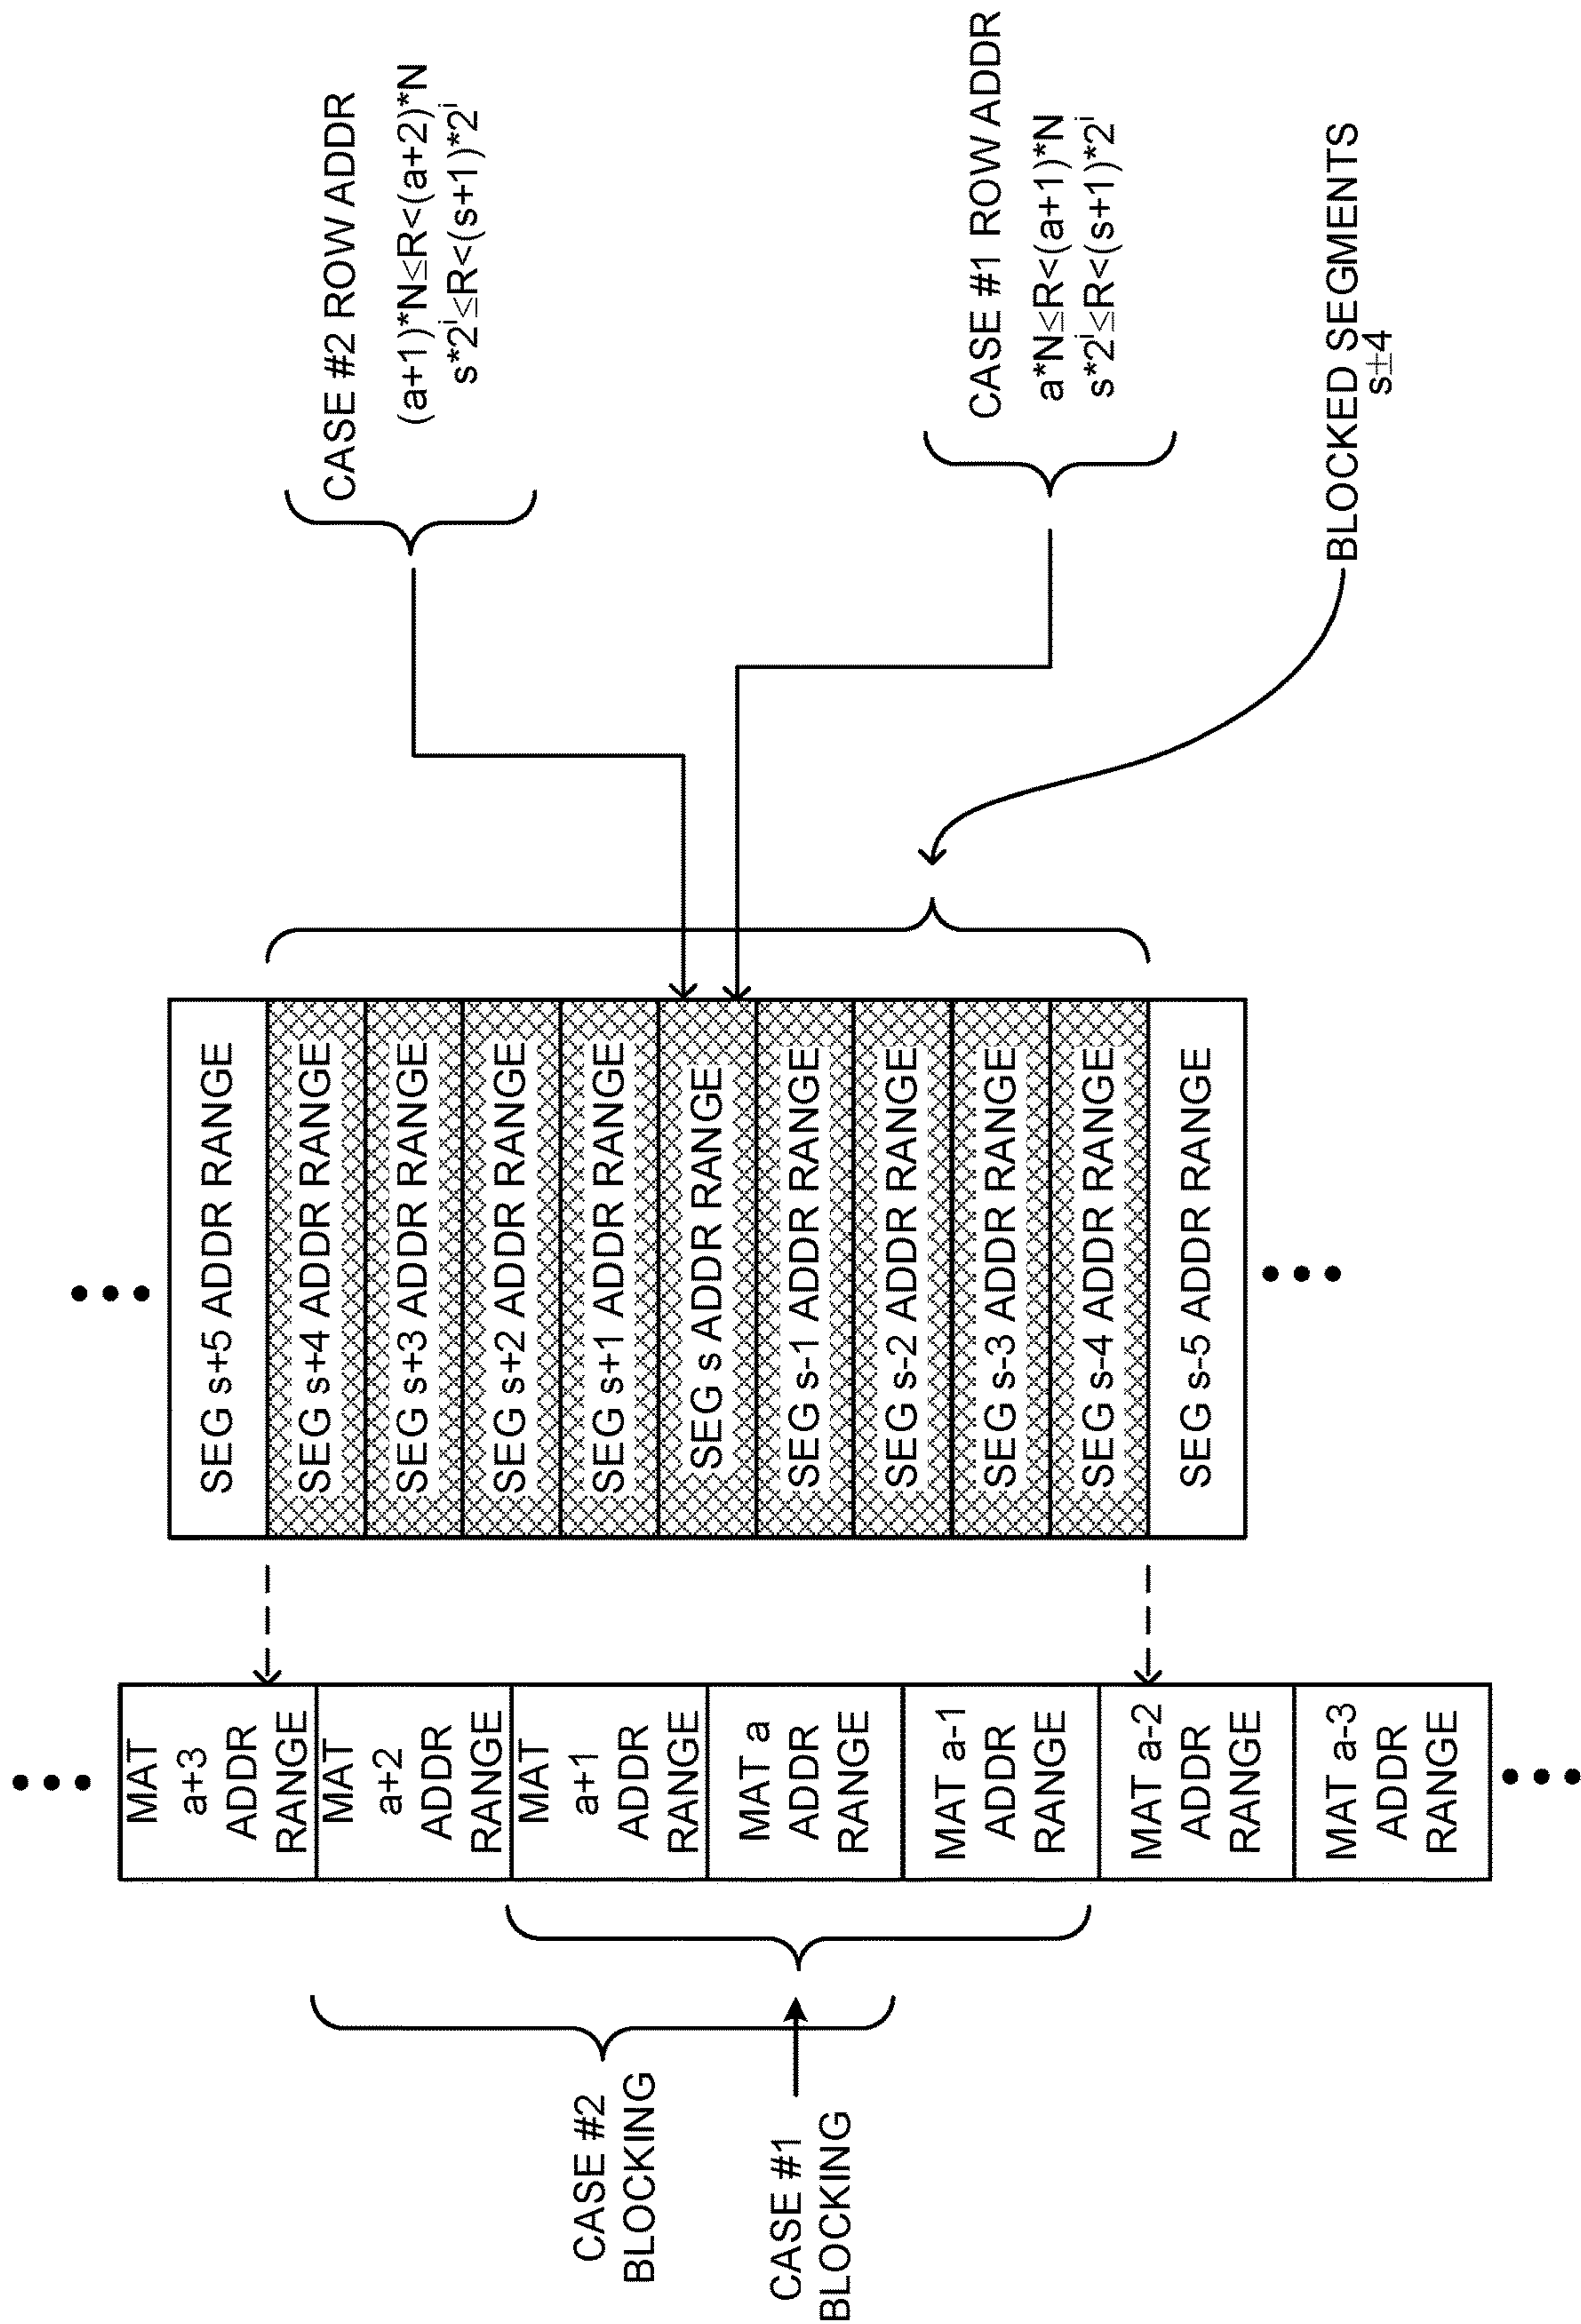 CASE #2
BLOCKING
CASE #1
BLOCKING
MAT
a+3
ADDR
RANGE
MAT
a+2
ADDR
RANGE
MAT
a+1
ADDR
RANGE
MAT a
ADDR
RANGE
MAT a-1
ADDR
RANGE
MAT a-2
ADDR
RANGE
MAT a-3
ADDR
RANGE
SEG s+5 ADDR RANGE
SEG s+4 ADDR RANGE
SEG s+3 ADDR RANGE
SEG s+2 ADDR RANGE
SEG s+1 ADDR RANGE
SEG s ADDR RANGE
SEG s-1 ADDR RANGE
SEG s-2 ADDR RANGE
SEG s-3 ADDR RANGE
SEG s-4 ADDR RANGE
SEG s-5 ADDR RANGE
CASE #2 ROW ADDR
(a+1)*N≤R<(a+2)*N
s*2ⁱ≤R<(s+1)*2ⁱ
CASE #1 ROW ADDR
a*N≤R<(a+1)*N
s*2ⁱ≤R<(s+1)*2ⁱ
BLOCKED SEGMENTS
s±4